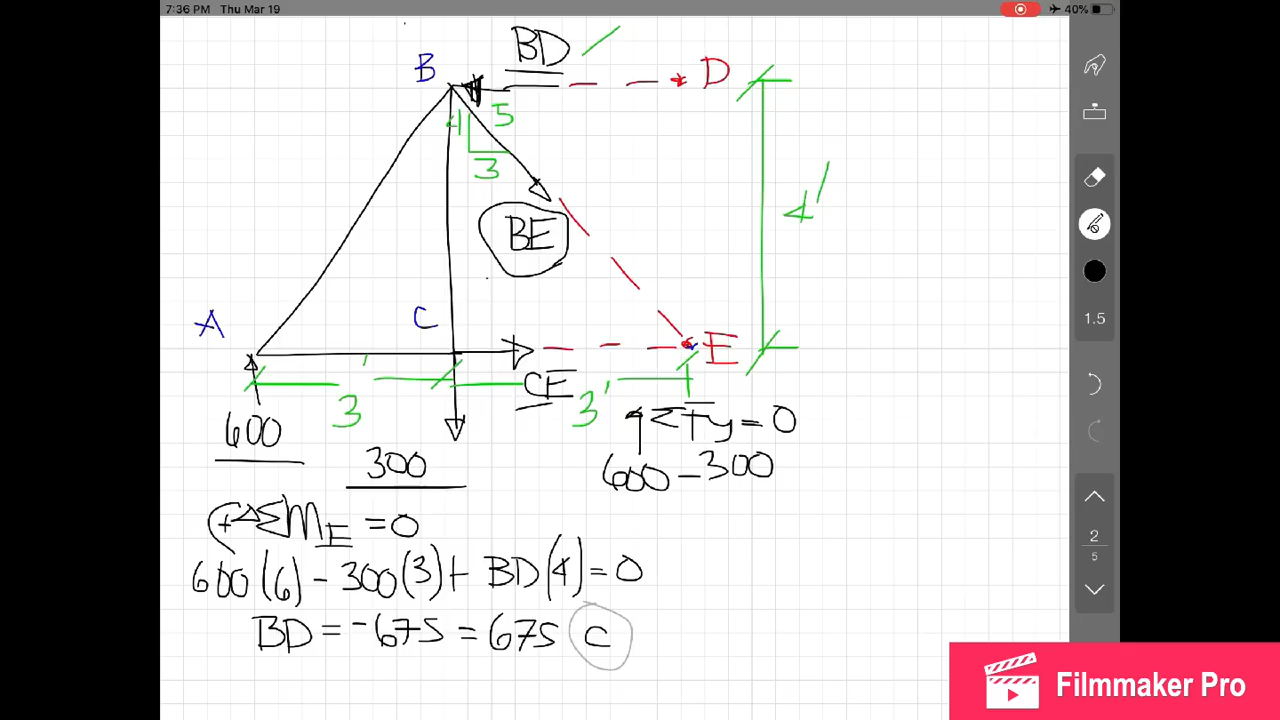 7:36 PM Thu Mar 19
40%
BD
B
D
4 5
3
4'
BE
A
C
E
CE
3'
3'
600
300
ΣFy = 0
600 - 300
+ ΣME = 0
600(6) - 300(3) + BD(4) = 0
BD = -675 = 675 C
1.5
2
5
Filmmaker Pro